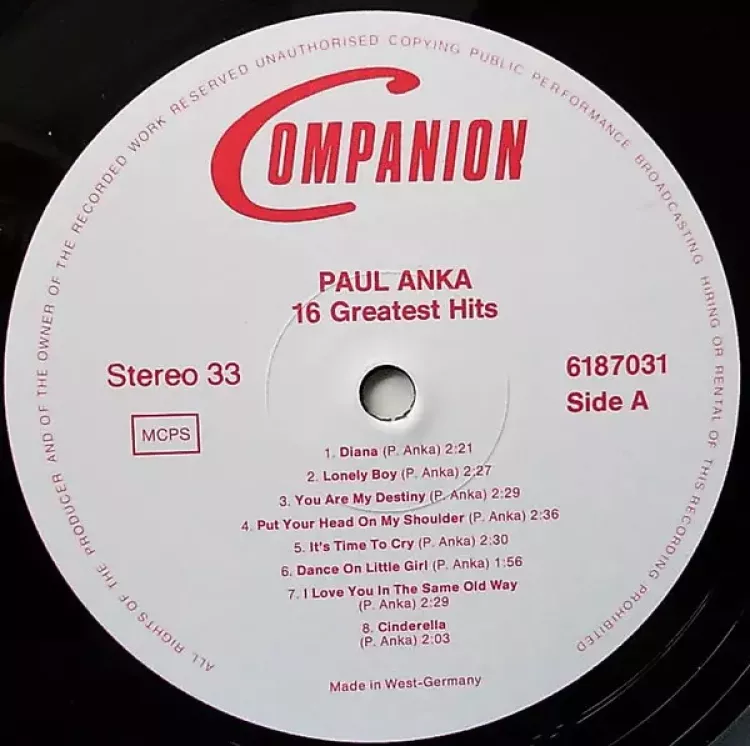 ALL RIGHTS OF THE PRODUCER AND OF THE OWNER OF THE RECORDED WORK RESERVED UNAUTHORISED COPYING PUBLIC PERFORMANCE BROADCASTING HIRING OR RENTAL OF THIS RECORDING PROHIBITED
COMPANION
PAUL ANKA
16 Greatest Hits
Stereo 33
6187031
Side A
MCPS
1. Diana (P. Anka) 2:21
2. Lonely Boy (P. Anka) 2:27
3. You Are My Destiny (P. Anka) 2:29
4. Put Your Head On My Shoulder (P. Anka) 2:36
5. It's Time To Cry (P. Anka) 2:30
6. Dance On Little Girl (P. Anka) 1:56
7. I Love You In The Same Old Way
(P. Anka) 2:29
8. Cinderella
(P. Anka) 2:03
Made in West-Germany